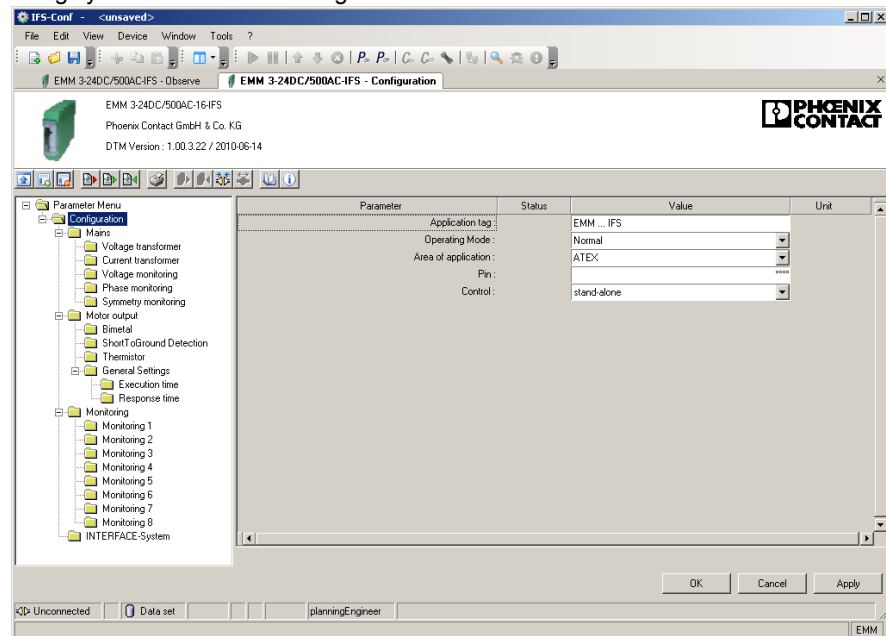 IFS-Conf - <unsaved>
File Edit View Device Window Tools ?
EMM 3-24DC/500AC-IFS - Observe EMM 3-24DC/500AC-IFS - Configuration
EMM 3-24DC/500AC-16-IFS
Phoenix Contact GmbH & Co. KG
DTM Version : 1.00.3.22 / 2010-06-14
PHŒNIX
CONTACT
Parameter Menu
Configuration
Mains
Voltage transformer
Current transformer
Voltage monitoring
Phase monitoring
Symmetry monitoring
Motor output
Bimetal
ShortToGround Detection
Thermistor
General Settings
Execution time
Response time
Monitoring
Monitoring 1
Monitoring 2
Monitoring 3
Monitoring 4
Monitoring 5
Monitoring 6
Monitoring 7
Monitoring 8
INTERFACE-System
Parameter Status Value Unit
Application tag : EMM ... IFS
Operating Mode : Normal
Area of application : ATEX
Pin : ****
Control : stand-alone
OK Cancel Apply
Unconnected Data set planningEngineer
EMM